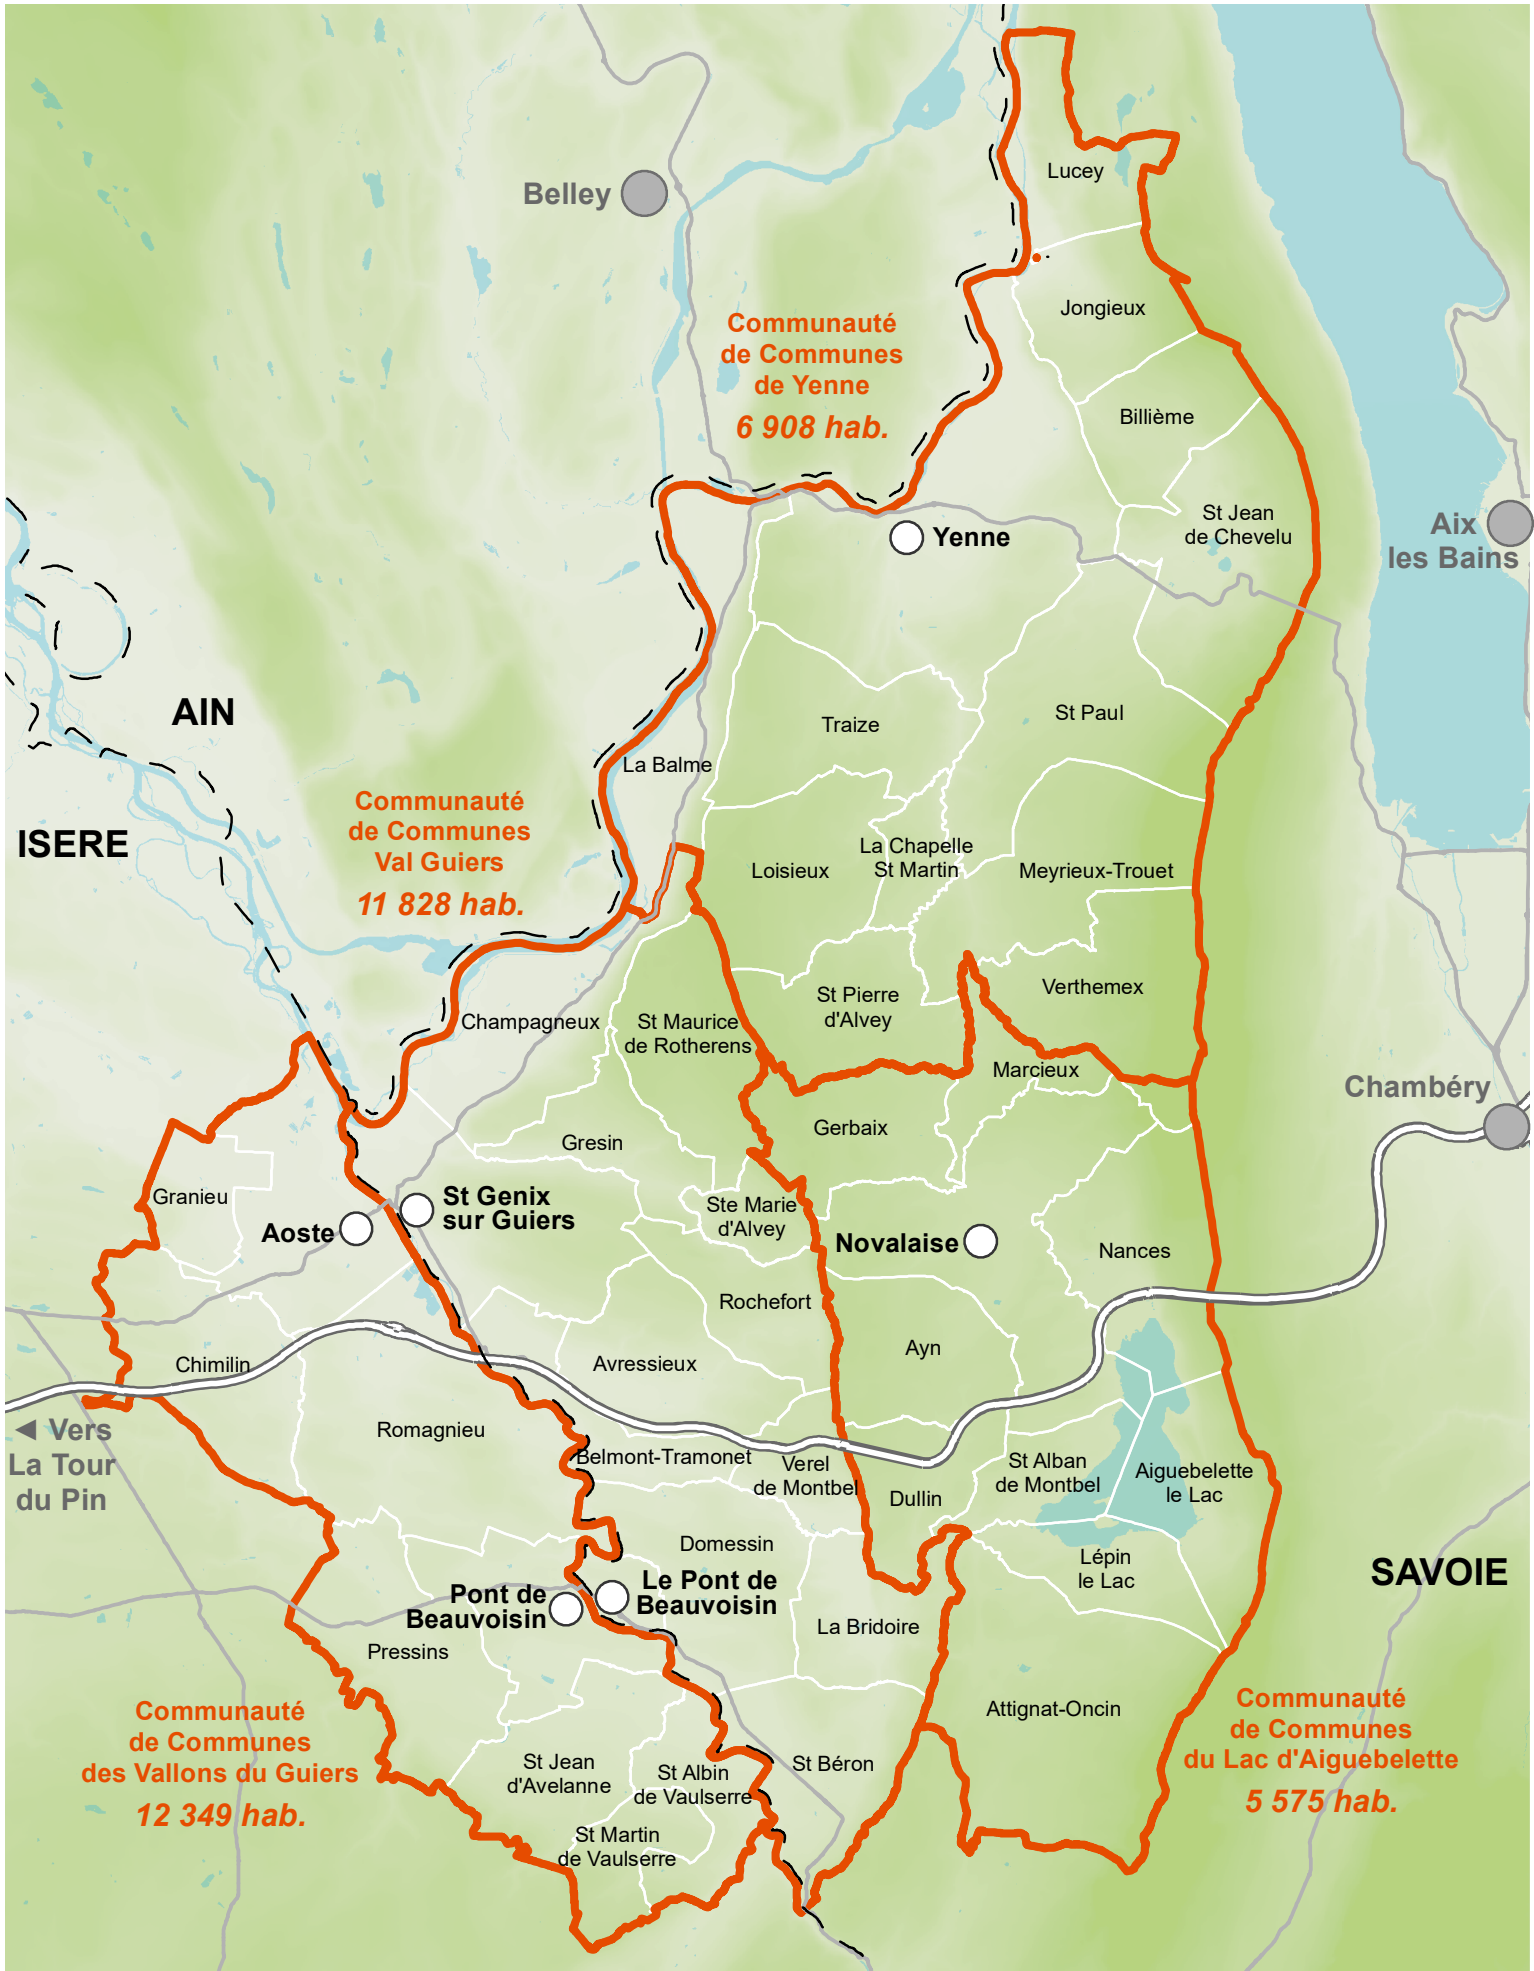 Lucey
Belley
Jongieux
Communauté
de Communes
de Yenne
6 908 hab.
Billième
St Jean
de Chevelu
Aix
les Bains
Yenne
AIN
Traize
St Paul
La Balme
Communauté
de Communes
Val Guiers
11 828 hab.
ISERE
La Chapelle
St Martin
Loisieux
Meyrieux-Trouet
Verthemex
St Pierre
d'Alvey
Champagneux
St Maurice
de Rotherens
Marcieux
Chambéry
Gerbaix
Gresin
Granieu
St Genix
sur Guiers
Aoste
Ste Marie
d'Alvey
Novalaise
Nances
Rochefort
Ayn
Chimilin
Avressieux
◄ Vers
La Tour
du Pin
Romagnieu
Belmont-Tramonet
Verel
de Montbel
St Alban
de Montbel
Aiguebelette
le Lac
Dullin
Domessin
Lépin
le Lac
SAVOIE
Pont de
Beauvoisin
Le Pont de
Beauvoisin
La Bridoire
Pressins
Communauté
de Communes
des Vallons du Guiers
12 349 hab.
Attignat-Oncin
Communauté
de Communes
du Lac d'Aiguebelette
5 575 hab.
St Jean
d'Avelanne
St Albin
de Vaulserre
St Béron
St Martin
de Vaulserre